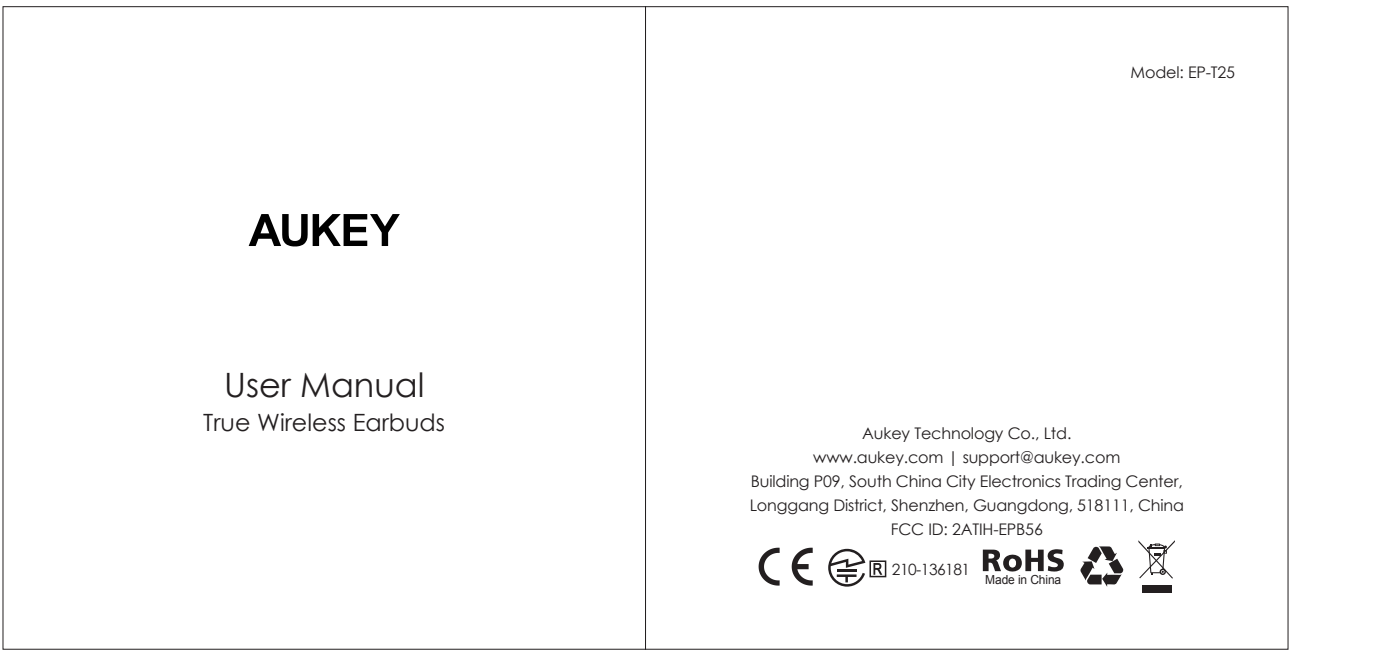 AUKEY
User Manual
True Wireless Earbuds
Model: EP-T25
Aukey Technology Co., Ltd.
www.aukey.com | support@aukey.com
Building P09, South China City Electronics Trading Center,
Longgang District, Shenzhen, Guangdong, 518111, China
FCC ID: 2ATIH-EPB56
CE R 210-136181 RoHS
Made in China